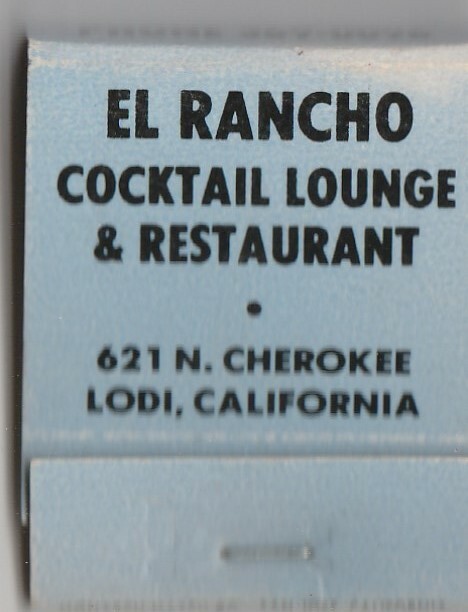 EL RANCHO
COCKTAIL LOUNGE
& RESTAURANT
•
621 N. CHEROKEE
LODI, CALIFORNIA